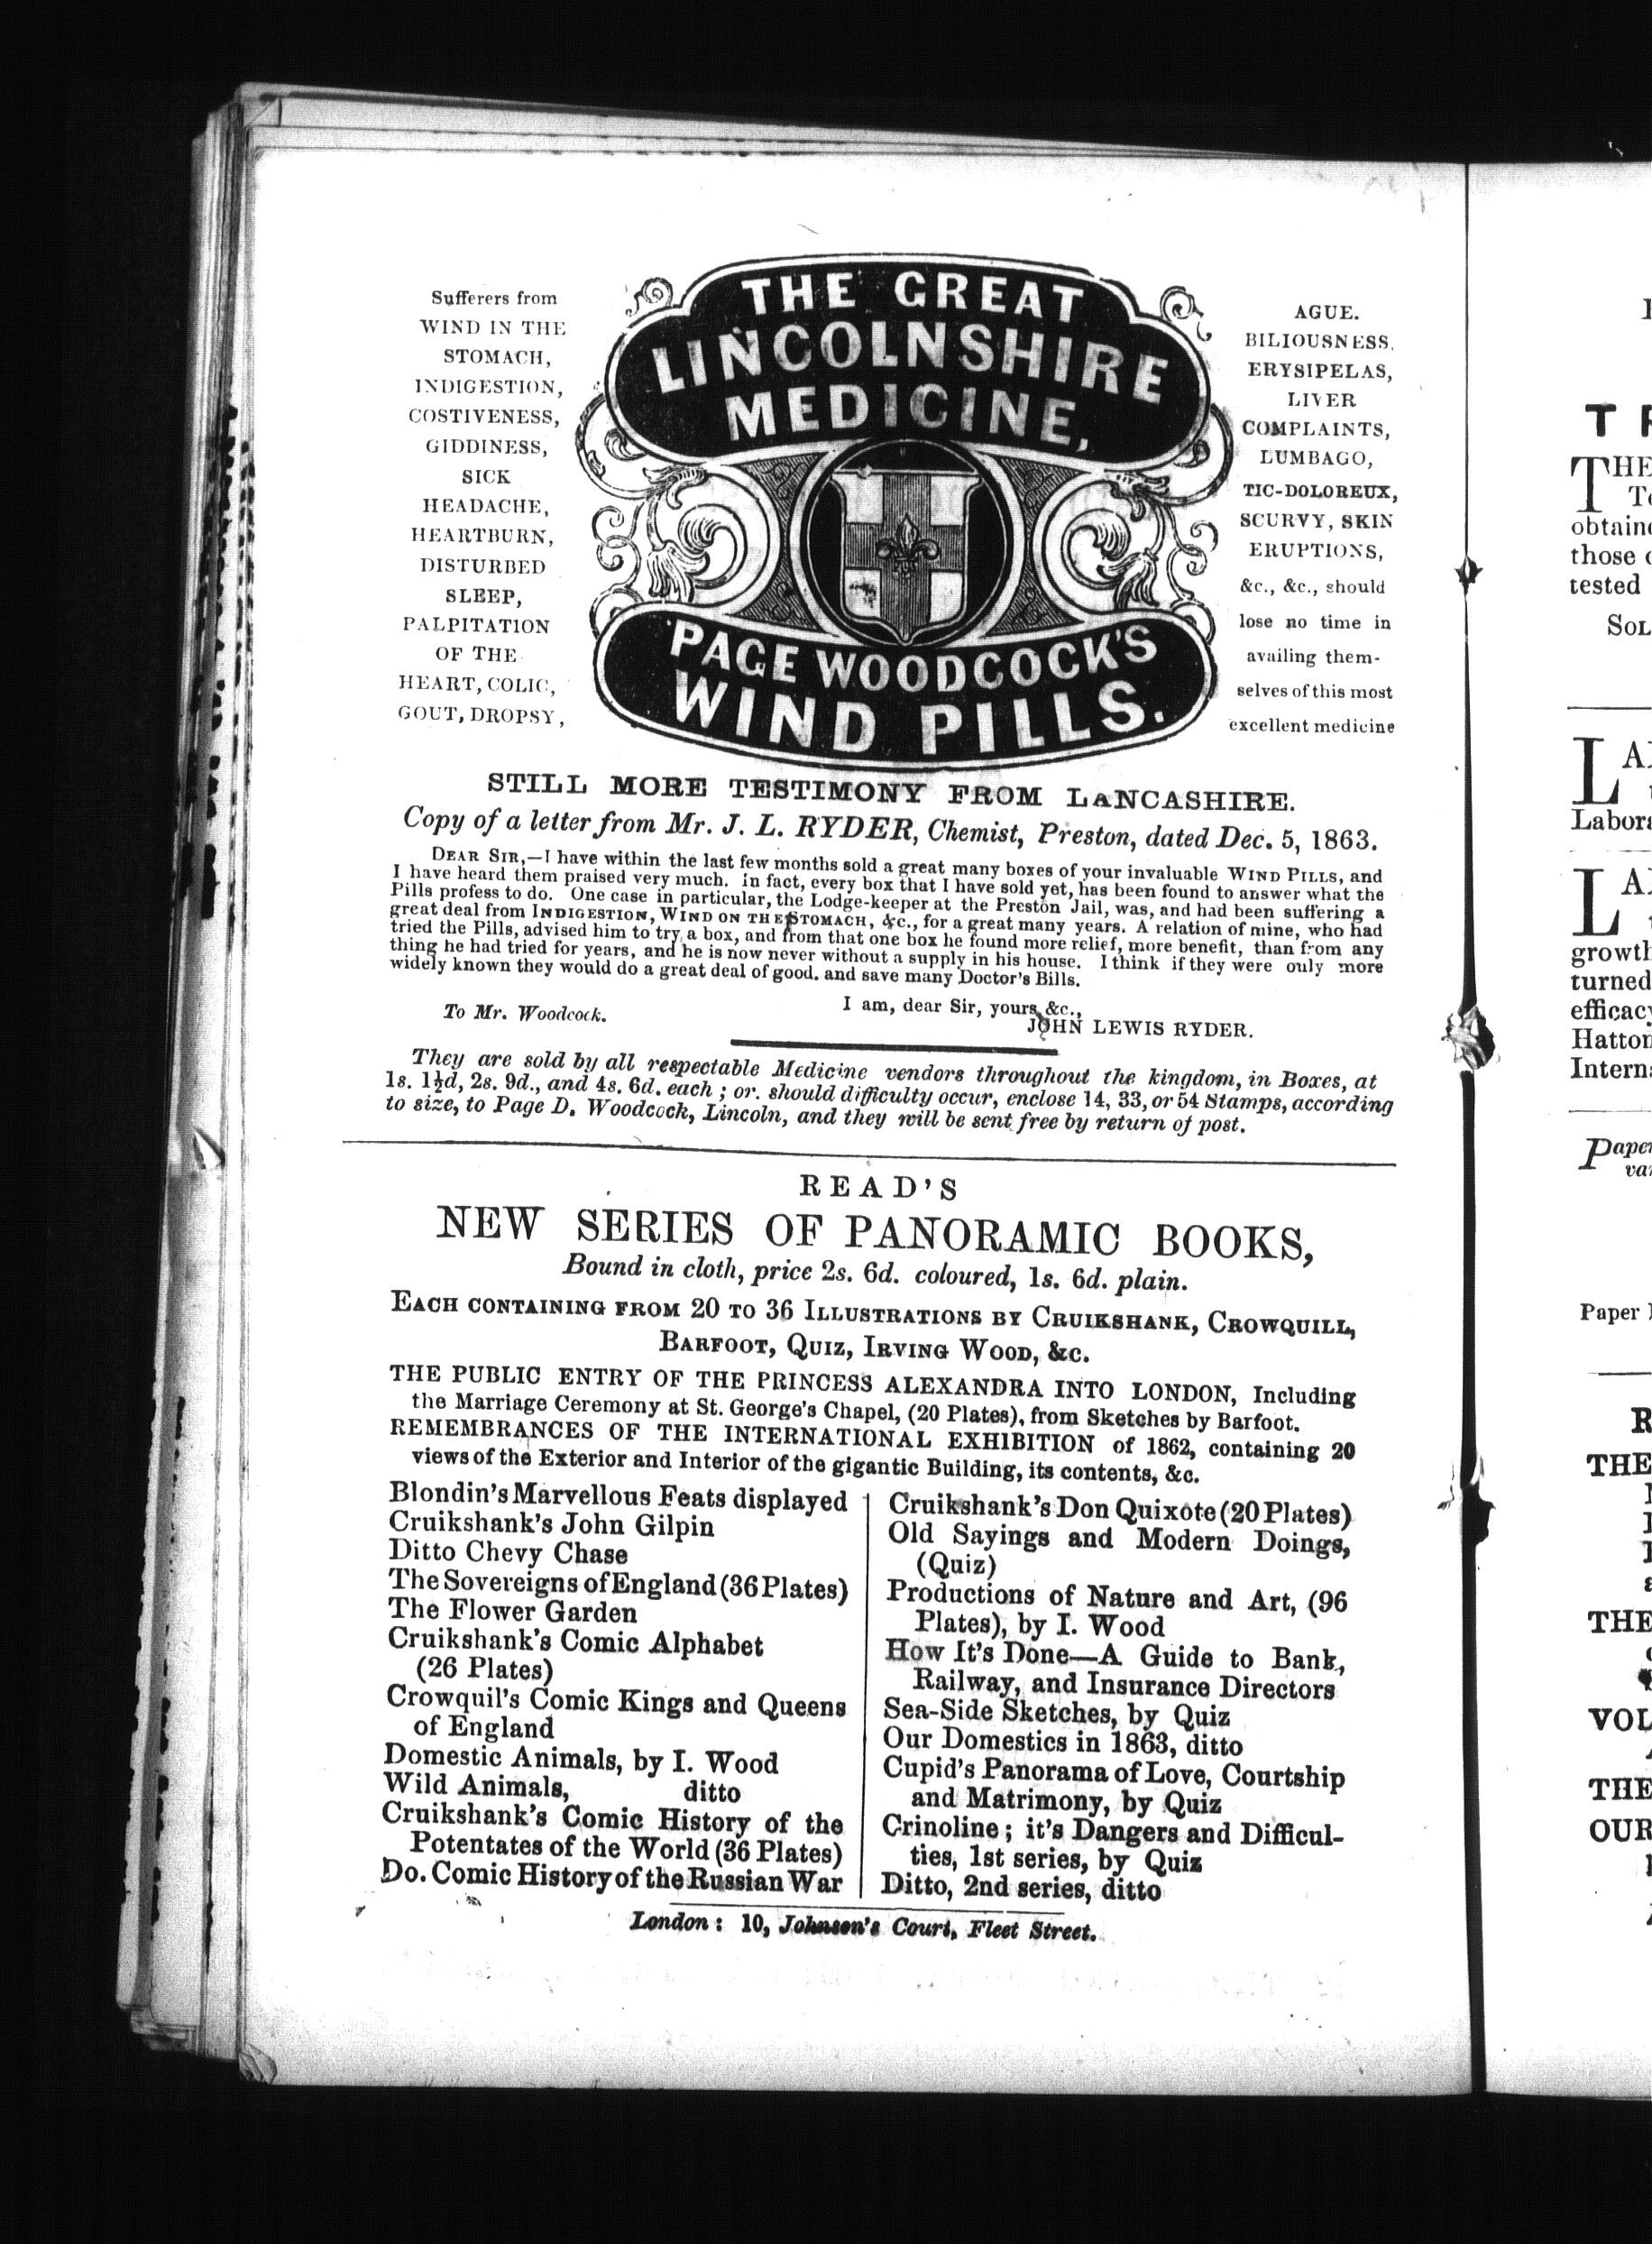 Sufferers from
WIND IN THE
STOMACH,
INDIGESTION,
COSTIVENESS,
GIDDINESS,
SICK
HEADACHE,
HEARTBURN,
DISTURBED
SLEEP,
PALPITATION
OF THE
HEART, COLIC,
GOUT, DROPSY,
THE GREAT
LINCOLNSHIRE
MEDICINE,
PAGE WOODCOCK'S
WIND PILLS.
AGUE.
BILIOUSNESS,
ERYSIPELAS,
LIVER
COMPLAINTS,
LUMBAGO,
TIC-DOLOREUX,
SCURVY, SKIN
ERUPTIONS,
&c., &c., should
lose no time in
availing them-
selves of this most
excellent medicine
STILL MORE TESTIMONY FROM LANCASHIRE.
Copy of a letter from Mr. J. L. RYDER, Chemist, Preston, dated Dec. 5, 1863.
DEAR SIR,—I have within the last few months sold a great many boxes of your invaluable WIND PILLS, and
I have heard them praised very much. In fact, every box that I have sold yet, has been found to answer what the
Pills profess to do. One case in particular, the Lodge-keeper at the Preston Jail, was, and had been suffering a
great deal from INDIGESTION, WIND ON THE STOMACH, &c., for a great many years. A relation of mine, who had
tried the Pills, advised him to try a box, and from that one box he found more relief, more benefit, than from any
thing he had tried for years, and he is now never without a supply in his house. I think if they were only more
widely known they would do a great deal of good. and save many Doctor's Bills.
I am, dear Sir, yours, &c.,
To Mr. Woodcock.
JOHN LEWIS RYDER.
They are sold by all respectable Medicine vendors throughout the kingdom, in Boxes, at
1s. 1½d, 2s. 9d., and 4s. 6d. each; or. should difficulty occur, enclose 14, 33, or 54 Stamps, according
to size, to Page D. Woodcock, Lincoln, and they will be sent free by return of post.
READ'S
NEW SERIES OF PANORAMIC BOOKS,
Bound in cloth, price 2s. 6d. coloured, 1s. 6d. plain.
EACH CONTAINING FROM 20 TO 36 ILLUSTRATIONS BY CRUIKSHANK, CROWQUILL,
BARFOOT, QUIZ, IRVING WOOD, &c.
THE PUBLIC ENTRY OF THE PRINCESS ALEXANDRA INTO LONDON, Including
the Marriage Ceremony at St. George's Chapel, (20 Plates), from Sketches by Barfoot.
REMEMBRANCES OF THE INTERNATIONAL EXHIBITION of 1862, containing 20
views of the Exterior and Interior of the gigantic Building, its contents, &c.
Blondin's Marvellous Feats displayed
Cruikshank's John Gilpin
Ditto Chevy Chase
The Sovereigns of England (36 Plates)
The Flower Garden
Cruikshank's Comic Alphabet
(26 Plates)
Crowquil's Comic Kings and Queens
of England
Domestic Animals, by I. Wood
Wild Animals, ditto
Cruikshank's Comic History of the
Potentates of the World (36 Plates)
Do. Comic History of the Russian War
Cruikshank's Don Quixote (20 Plates)
Old Sayings and Modern Doings,
(Quiz)
Productions of Nature and Art, (96
Plates), by I. Wood
How It's Done—A Guide to Bank,
Railway, and Insurance Directors
Sea-Side Sketches, by Quiz
Our Domestics in 1863, ditto
Cupid's Panorama of Love, Courtship
and Matrimony, by Quiz
Crinoline; it's Dangers and Difficul-
ties, 1st series, by Quiz
Ditto, 2nd series, ditto
London: 10, Johnson's Court, Fleet Street.
THE
obtain
those
tested
SOL
Labor
growth
turned
efficacy
Hatton
Interna
Paper
Paper
THE
THE
VOL
THE
OUR